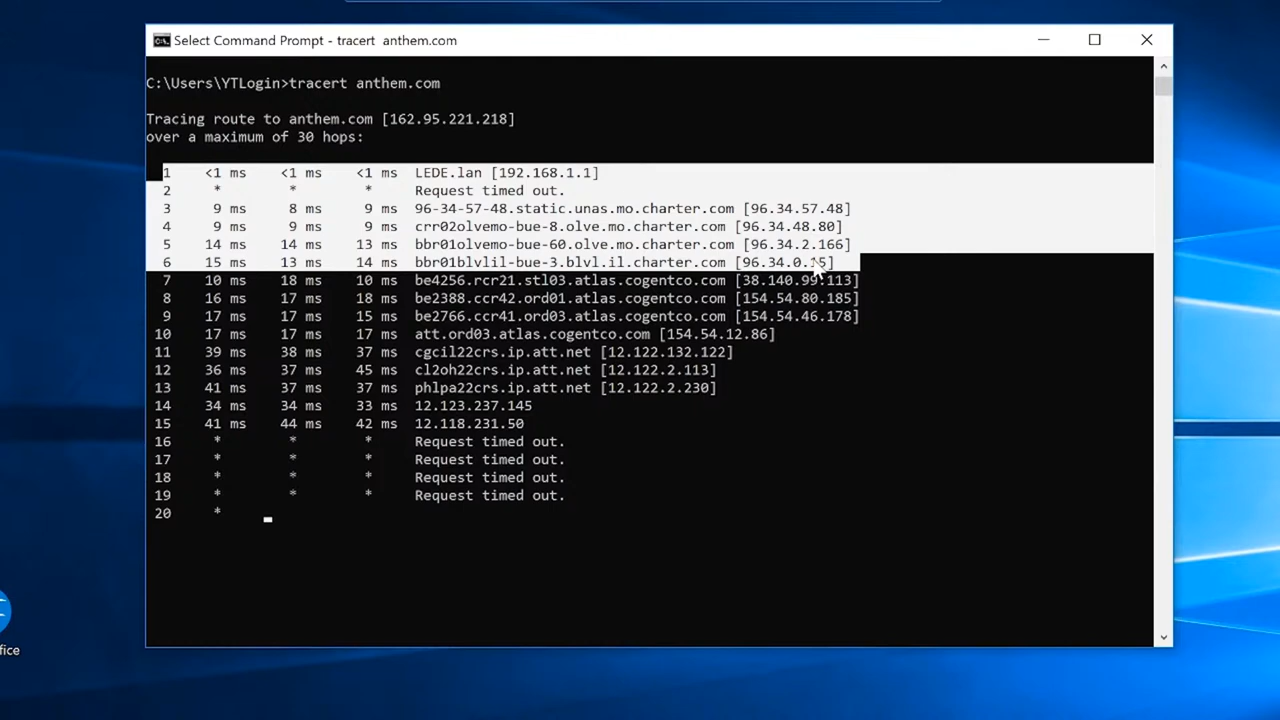 Select Command Prompt - tracert  anthem.com
C:\Users\YTLogin>tracert anthem.com
Tracing route to anthem.com [162.95.221.218]
over a maximum of 30 hops:
1    <1 ms    <1 ms    <1 ms  LEDE.lan [192.168.1.1]
2     *        *        *     Request timed out.
3     9 ms     8 ms     9 ms  96-34-57-48.static.unas.mo.charter.com [96.34.57.48]
4     9 ms     9 ms     9 ms  crr02olvemo-bue-8.olve.mo.charter.com [96.34.48.80]
5    14 ms    14 ms    13 ms  bbr01olvemo-bue-60.olve.mo.charter.com [96.34.2.166]
6    15 ms    13 ms    14 ms  bbr01blvlil-bue-3.blvl.il.charter.com [96.34.0.15]
7    10 ms    18 ms    10 ms  be4256.rcr21.stl03.atlas.cogentco.com [38.140.99.113]
8    16 ms    17 ms    18 ms  be2388.ccr42.ord01.atlas.cogentco.com [154.54.80.185]
9    17 ms    17 ms    15 ms  be2766.ccr41.ord03.atlas.cogentco.com [154.54.46.178]
10    17 ms    17 ms    17 ms  att.ord03.atlas.cogentco.com [154.54.12.86]
11    39 ms    38 ms    37 ms  cgcil22crs.ip.att.net [12.122.132.122]
12    36 ms    37 ms    45 ms  cl2oh22crs.ip.att.net [12.122.2.113]
13    41 ms    37 ms    37 ms  phlpa22crs.ip.att.net [12.122.2.230]
14    34 ms    34 ms    33 ms  12.123.237.145
15    41 ms    44 ms    42 ms  12.118.231.50
16     *        *        *     Request timed out.
17     *        *        *     Request timed out.
18     *        *        *     Request timed out.
19     *        *        *     Request timed out.
20     *
fice